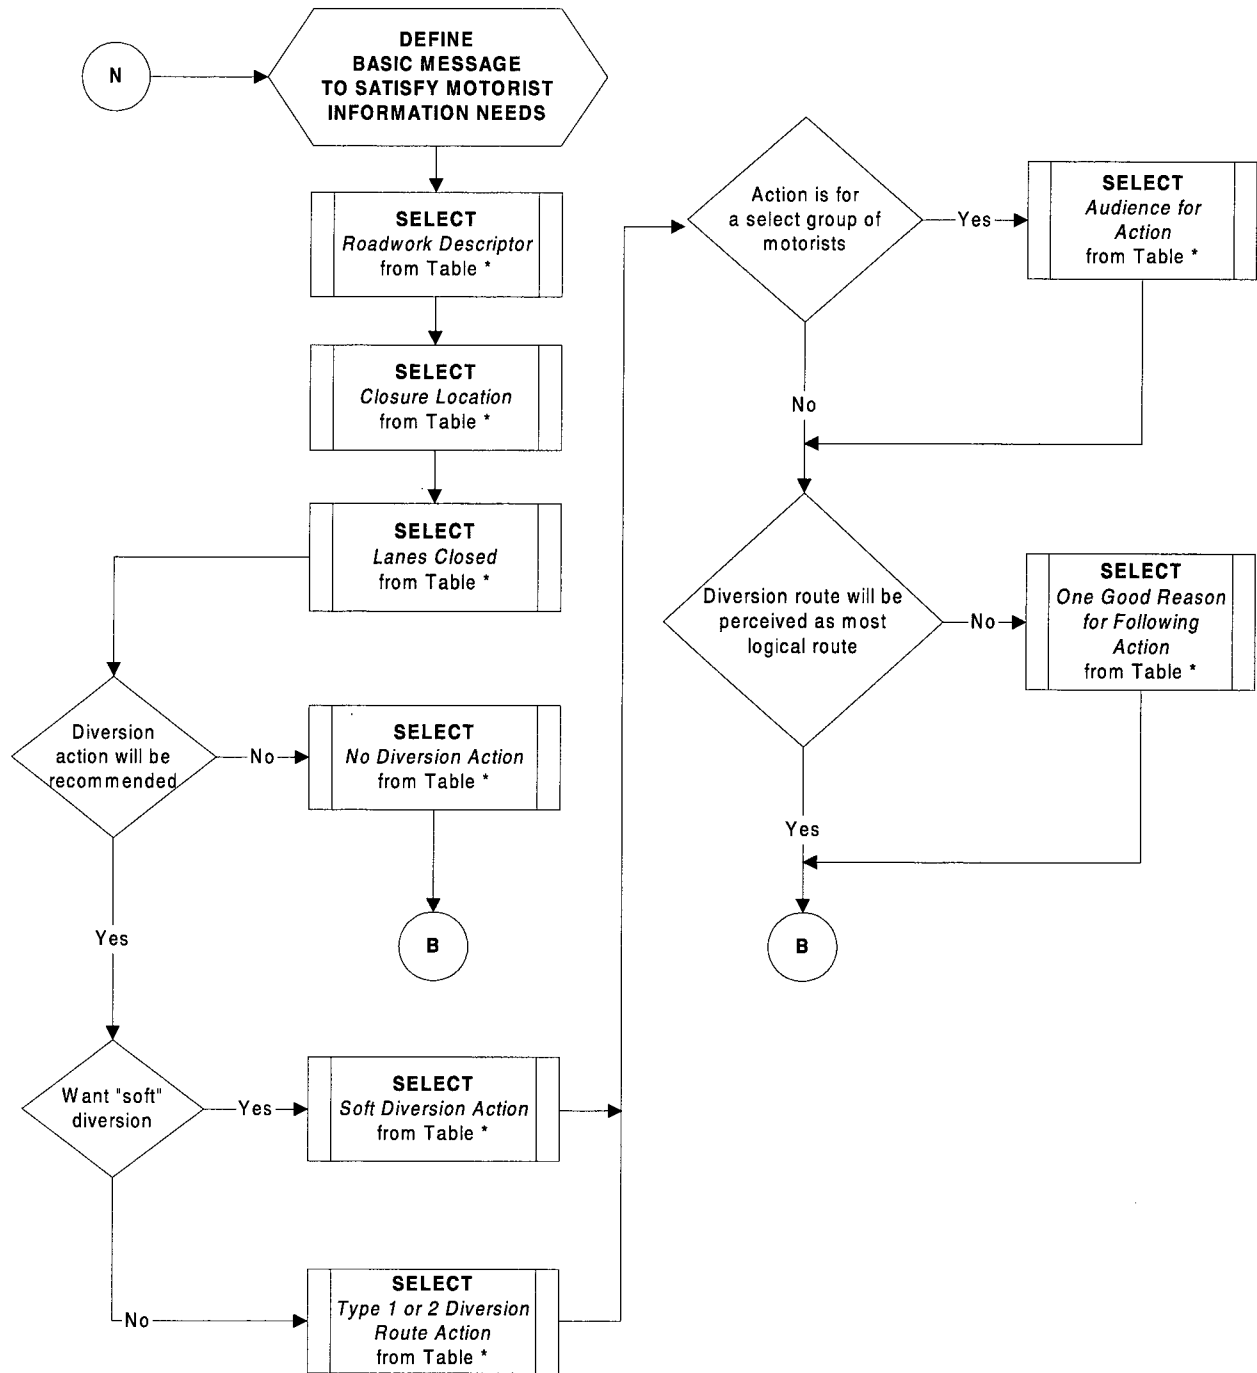 N
DEFINE
BASIC MESSAGE
TO SATISFY MOTORIST
INFORMATION NEEDS
SELECT
Roadwork Descriptor
from Table *
SELECT
Closure Location
from Table *
SELECT
Lanes Closed
from Table *
Diversion
action will be
recommended
No
SELECT
No Diversion Action
from Table *
B
Yes
Want "soft"
diversion
Yes
SELECT
Soft Diversion Action
from Table *
No
SELECT
Type 1 or 2 Diversion
Route Action
from Table *
Action is for
a select group of
motorists
Yes
SELECT
Audience for
Action
from Table *
No
Diversion route will be
perceived as most
logical route
No
SELECT
One Good Reason
for Following
Action
from Table *
Yes
B